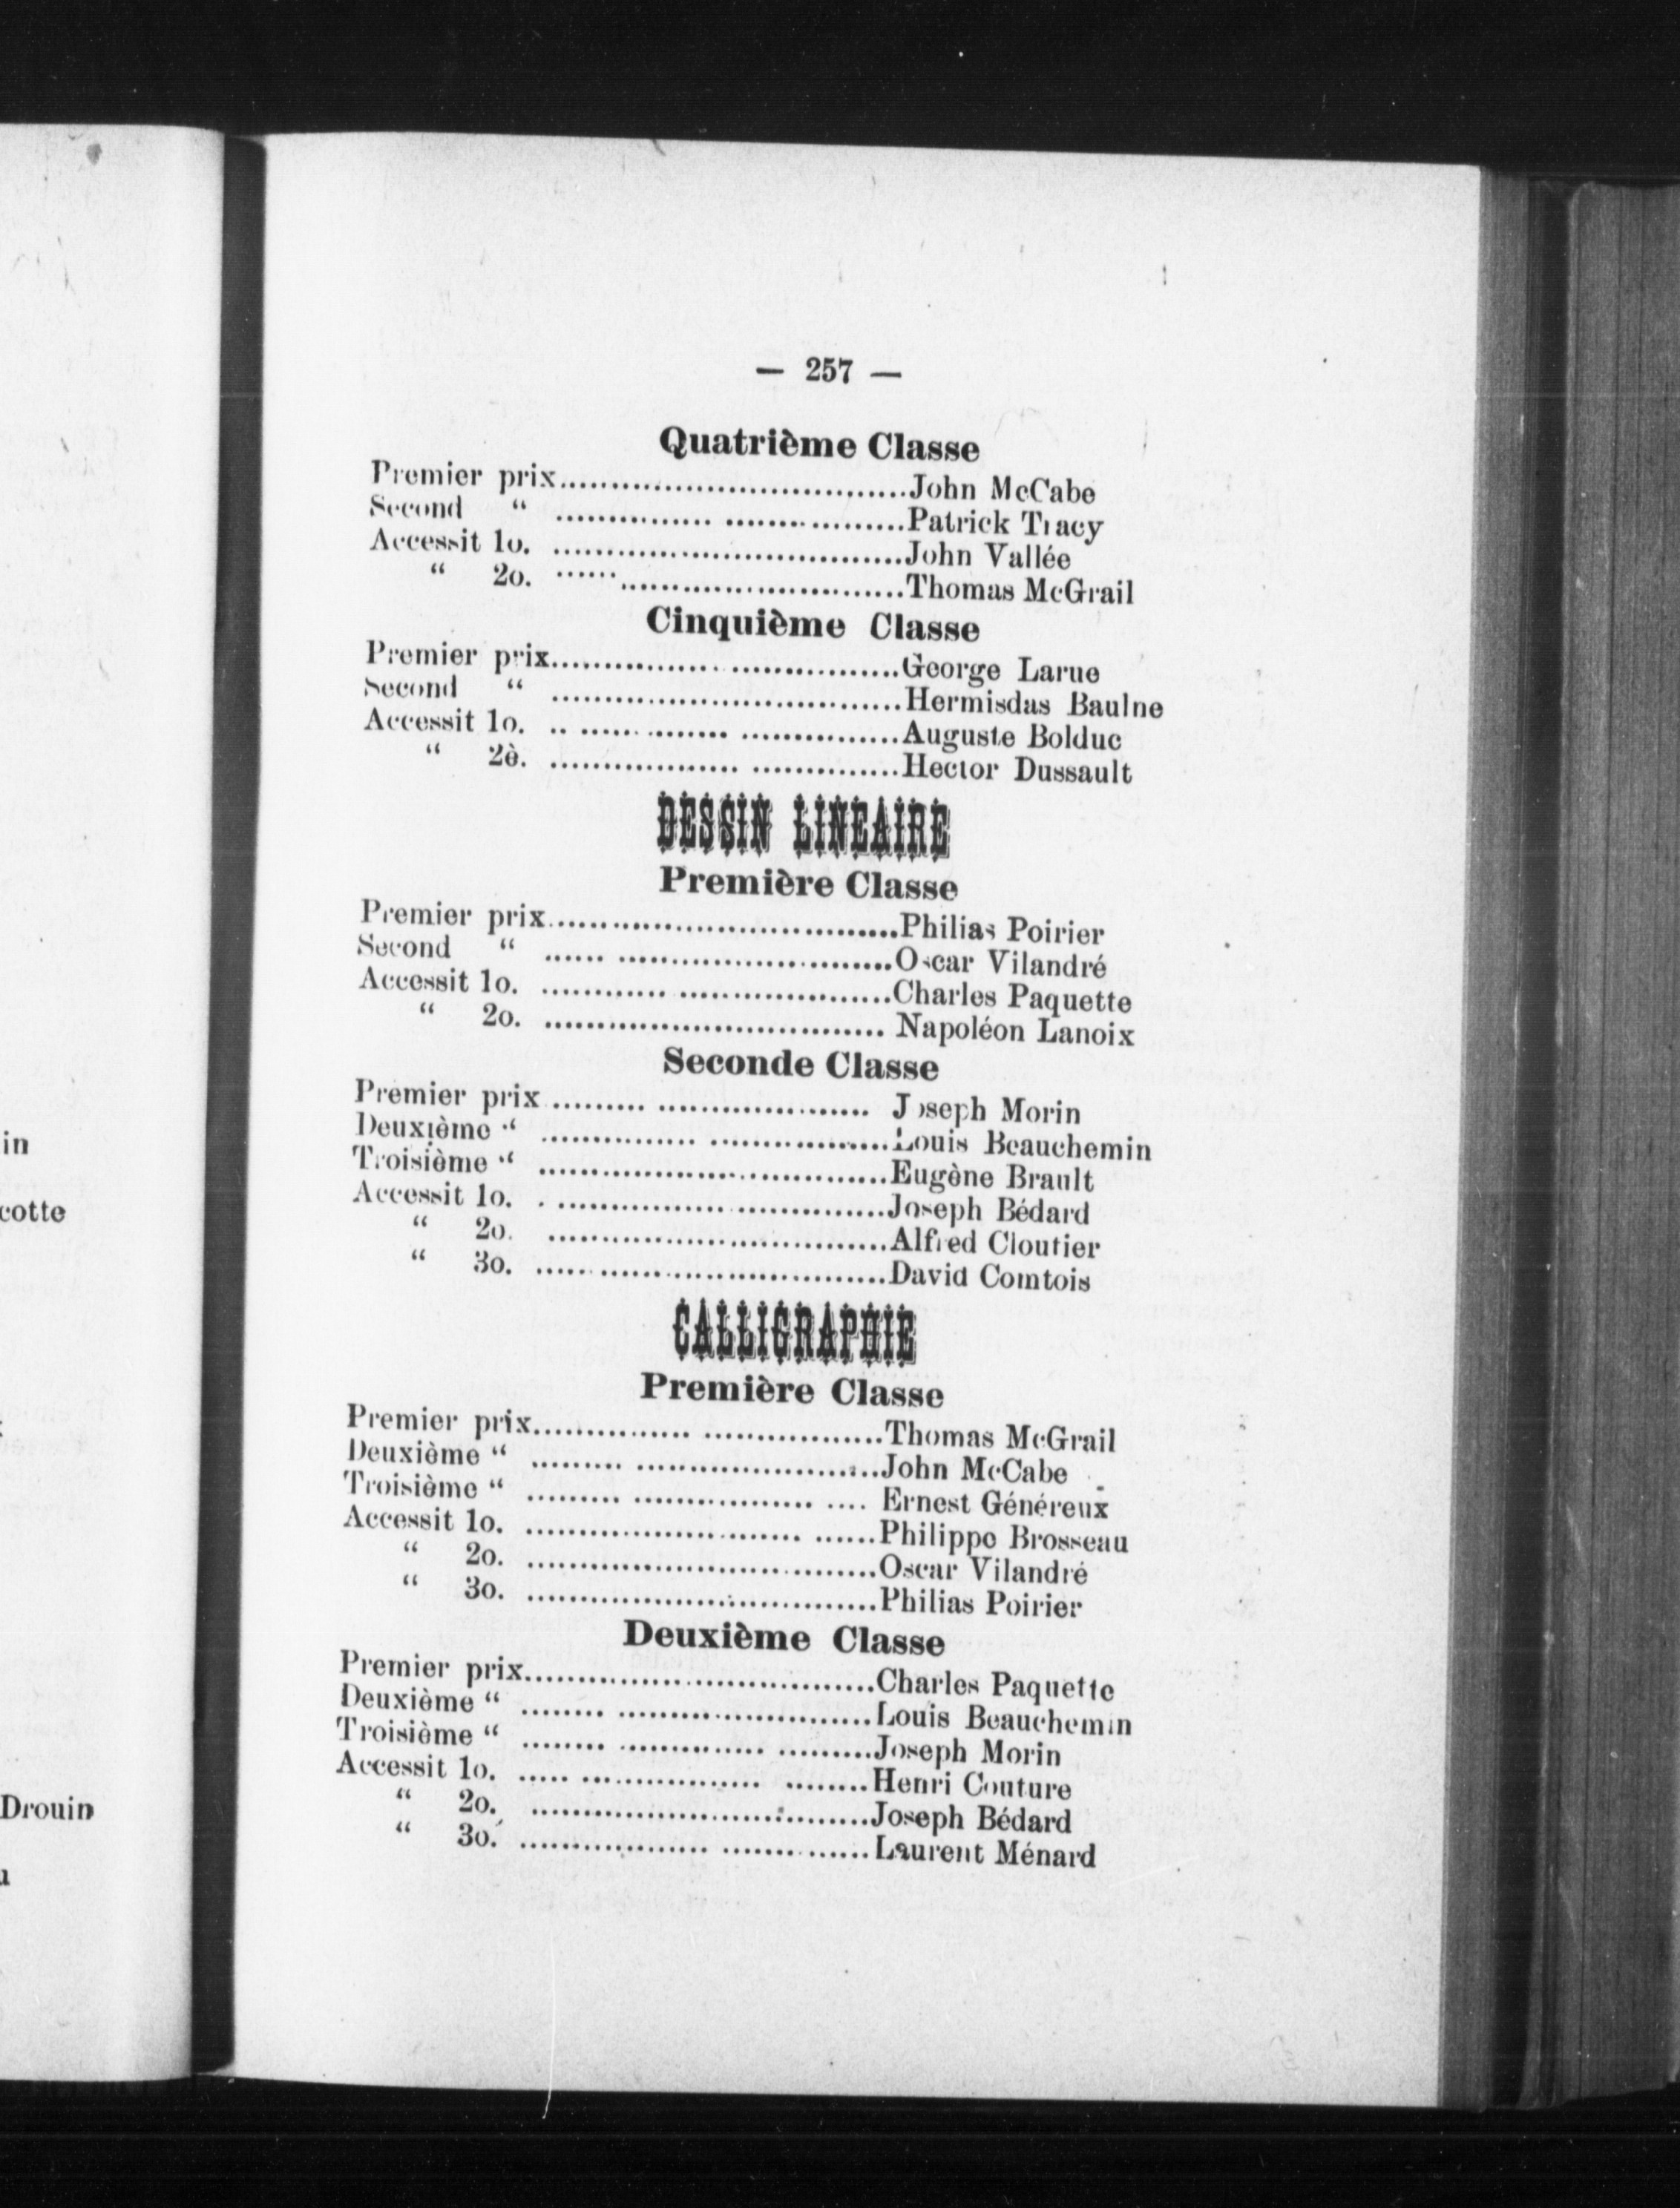 — 257 —
Quatrième Classe
Premier prix..................................John McCabe
Second “ ..................................Patrick Tracy
Accessit 1o. ..................................John Vallée
“ 2o. ..................................Thomas McGrail
Cinquième Classe
Premier prix..................................George Larue
Second “ ..................................Hermisdas Baulne
Accessit 1o. ..................................Auguste Bolduc
“ 2è. ..................................Hector Dussault
DESSIN LINEAIRE
Première Classe
Premier prix..................................Philias Poirier
Second “ ..................................Oscar Vilandré
Accessit 1o. ..................................Charles Paquette
“ 2o. .................................. Napoléon Lanoix
Seconde Classe
Premier prix .................................. Joseph Morin
Deuxième “ ..................................Louis Beauchemin
Troisième “ ..................................Eugène Brault
Accessit 1o. ..................................Joseph Bédard
“ 2o. ..................................Alfred Cloutier
“ 3o. ..................................David Comtois
CALLIGRAPHIE
Première Classe
Premier prix..................................Thomas McGrail
Deuxième “ ..................................John McCabe
Troisième “ .................................. Ernest Généreux
Accessit 1o. ..................................Philippe Brosseau
“ 2o. ..................................Oscar Vilandré
“ 3o. ..................................Philias Poirier
Deuxième Classe
Premier prix..................................Charles Paquette
Deuxième “ ..................................Louis Beauchemin
Troisième “ ..................................Joseph Morin
Accessit 1o. ..................................Henri Couture
“ 2o. ..................................Joseph Bédard
“ 3o. ..................................Laurent Ménard
in
cotte
Drouin